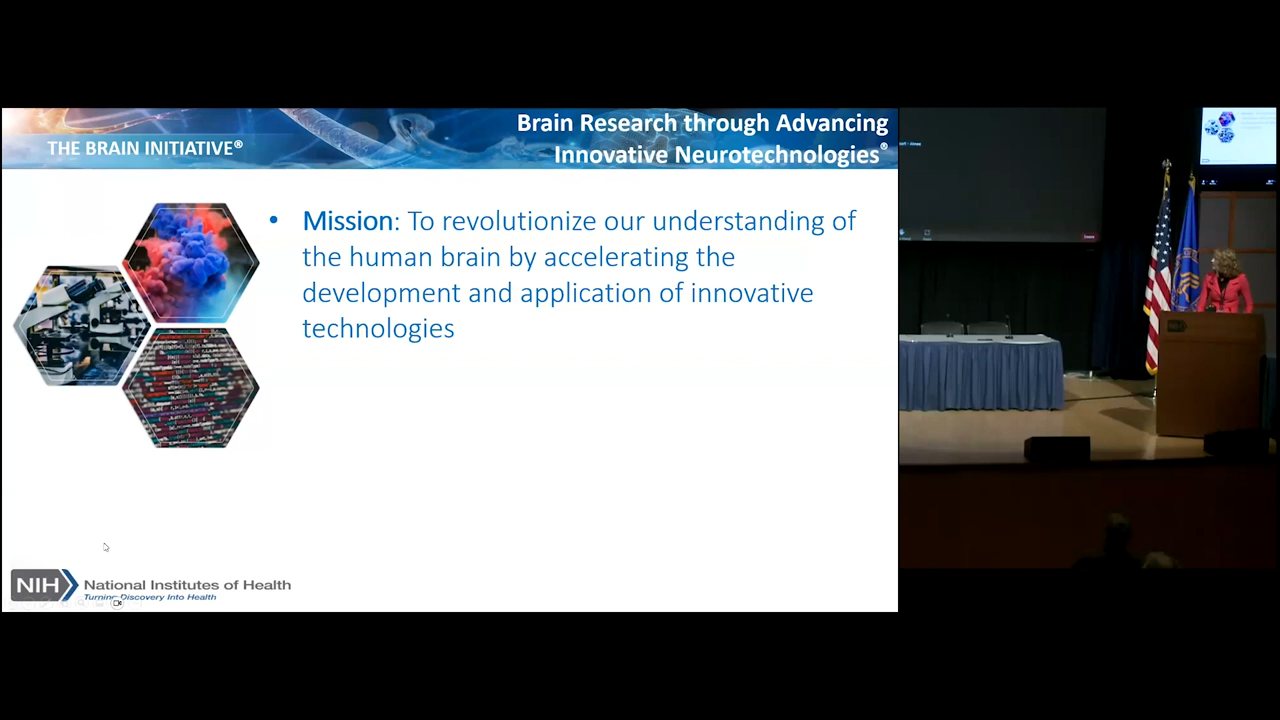 THE BRAIN INITIATIVE®
Brain Research through Advancing
Innovative Neurotechnologies®
• Mission: To revolutionize our understanding of
the human brain by accelerating the
development and application of innovative
technologies
NIH
National Institutes of Health
Turning Discovery Into Health
NIH